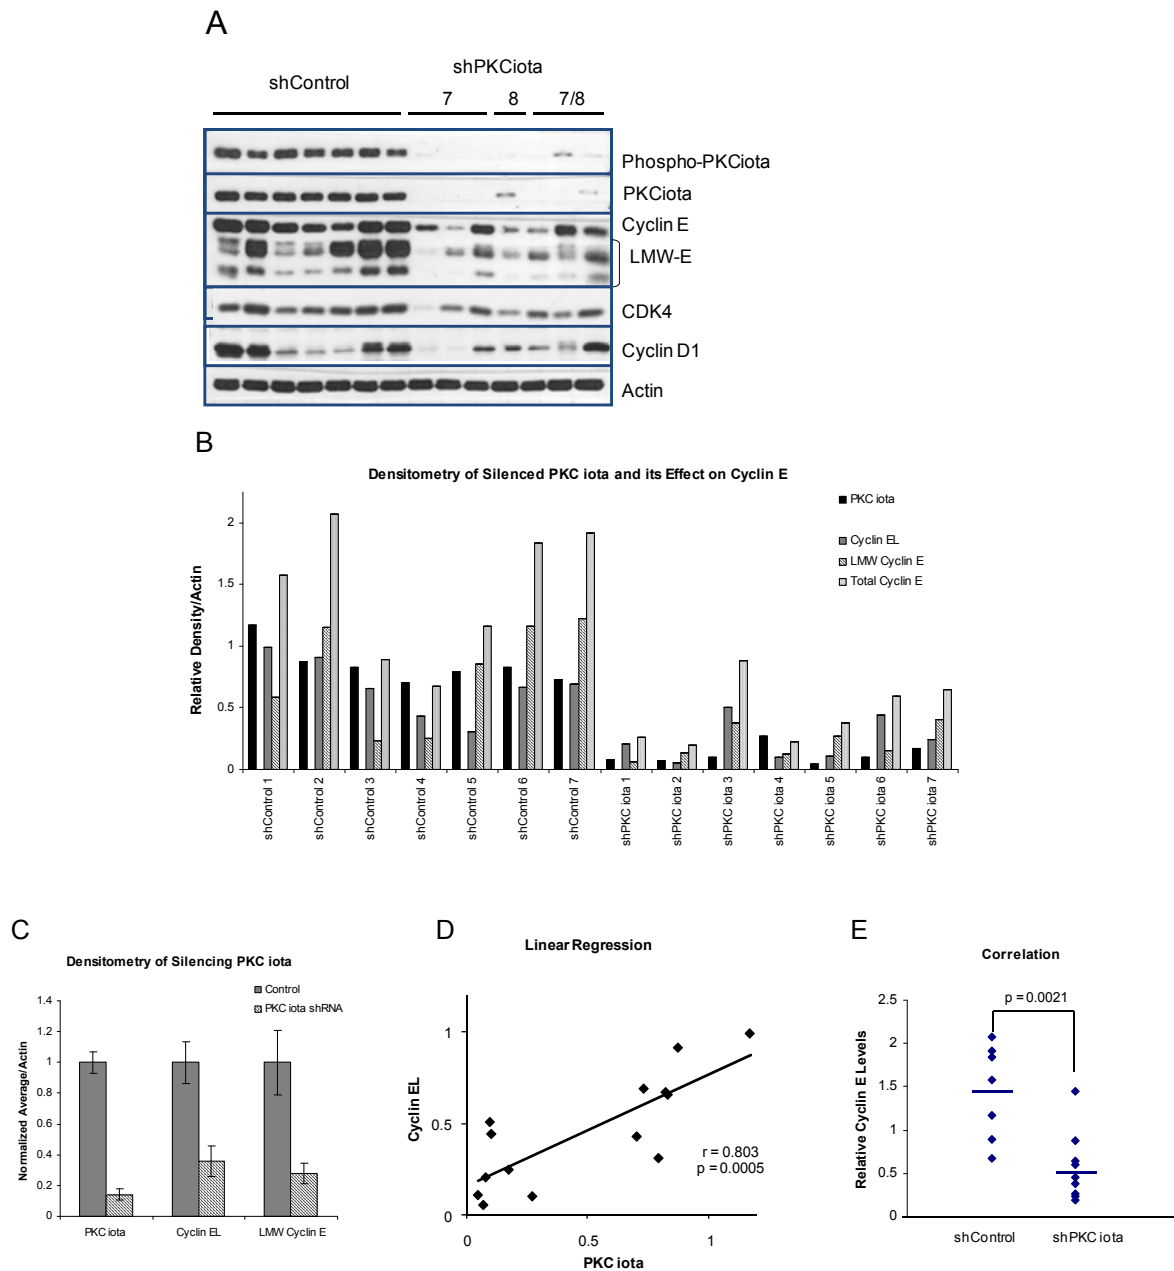 A
shControl
shPKCiota
7 8 7/8
Phospho-PKCiota
PKCiota
Cyclin E
LMW-E
CDK4
Cyclin D1
Actin
B
Densitometry of Silenced PKC iota and its Effect on Cyclin E
PKC iota
Cyclin EL
LMW Cyclin E
Total Cyclin E
Relative Density/Actin
2
1.5
1
0.5
0
shControl 1
shControl 2
shControl 3
shControl 4
shControl 5
shControl 6
shControl 7
shPKC iota 1
shPKC iota 2
shPKC iota 3
shPKC iota 4
shPKC iota 5
shPKC iota 6
shPKC iota 7
C
Densitometry of Silencing PKC iota
Control
PKC iota shRNA
Normalized Average/Actin
1.4
1.2
1
0.8
0.6
0.4
0.2
0
PKC iota Cyclin EL LMW Cyclin E
D
Linear Regression
Cyclin EL
1
0.5
0
r = 0.803
p = 0.0005
0 0.5 1
PKC iota
E
Correlation
p = 0.0021
Relative Cyclin E Levels
2.5
2
1.5
1
0.5
0
shControl shPKC iota